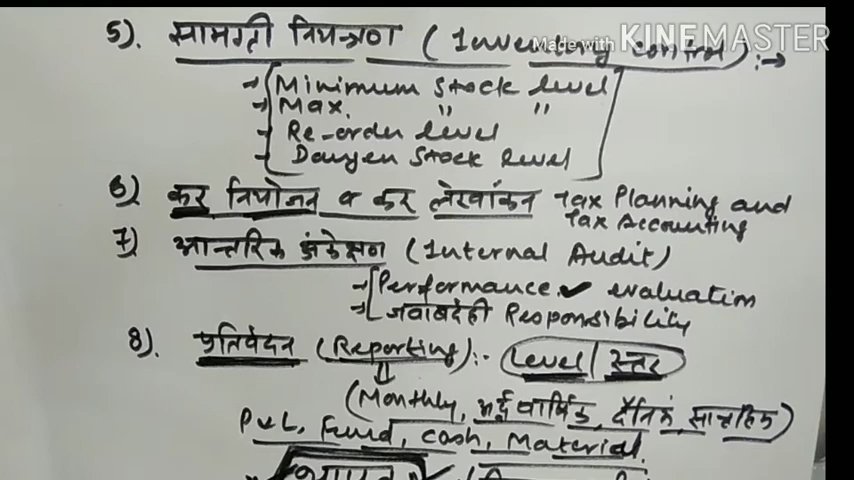 Made with KINEMASTER
5). सामग्री नियन्त्रण (Inventory control) :→
→ Minimum Stock level
→ Max. " "
→ Re-order level
→ Danger Stock level
6) कर नियोजन व कर लेखांकन Tax Planning and
Tax Accounting
7) आन्तरिक अंकेक्षण (Internal Audit)
→ Performance ✓ evaluation
→ जवाबदेही Responsibility
8). प्रतिवेदन (Reporting):- Level / स्तर
⇓
(Monthly, अर्द्धवार्षिक, दैनिक, साप्ताहिक)
P&L, Fund, cash, Material.